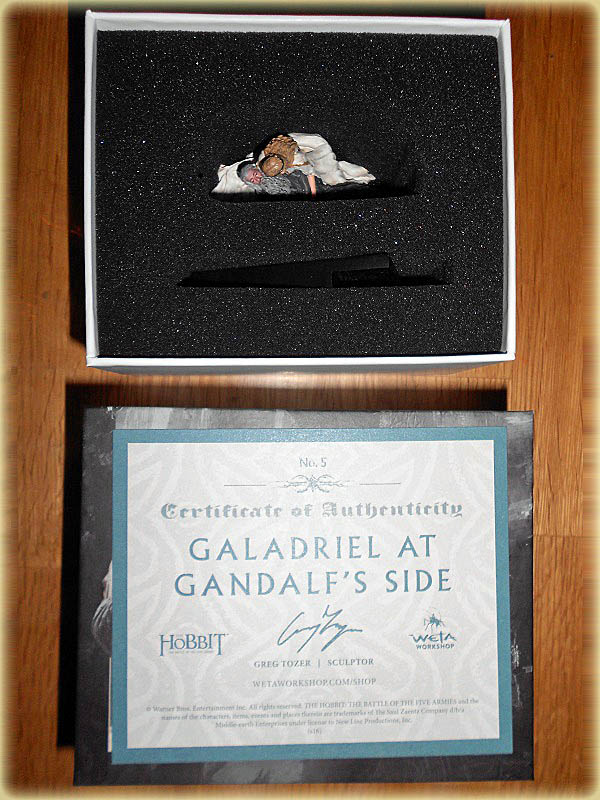 No. 5
Certificate of Authenticity
GALADRIEL AT
GANDALF'S SIDE
THE HOBBIT
GREG TOZER | SCULPTOR
WETA
WORKSHOP
WETAWORKSHOP.COM/SHOP
© Warner Bros. Entertainment Inc. All rights reserved. THE HOBBIT: THE BATTLE OF THE FIVE ARMIES and the
names of the characters, items, events and places therein are trademarks of The Saul Zaentz Company d/b/a
Middle-earth Enterprises under license to New Line Productions, Inc.
(s16)